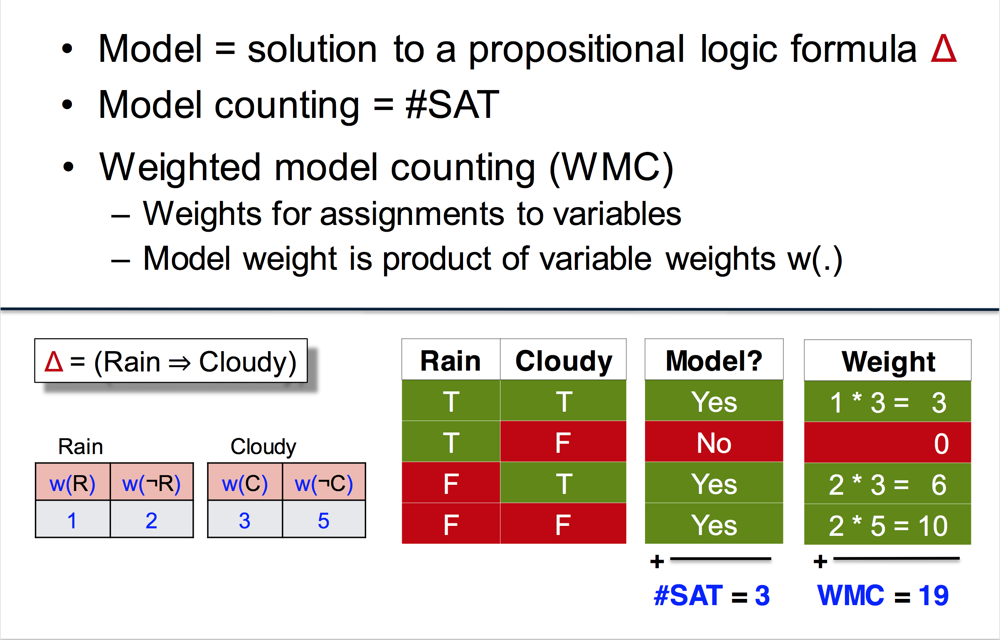 • Model = solution to a propositional logic formula Δ
• Model counting = #SAT
• Weighted model counting (WMC)
– Weights for assignments to variables
– Model weight is product of variable weights w(.)
Δ = (Rain ⇒ Cloudy)
Rain
w(R) w(¬R)
1 2
Cloudy
w(C) w(¬C)
3 5
Rain Cloudy Model? Weight
T T Yes 1 * 3 = 3
T F No 0
F T Yes 2 * 3 = 6
F F Yes 2 * 5 = 10
+ +
#SAT = 3 WMC = 19